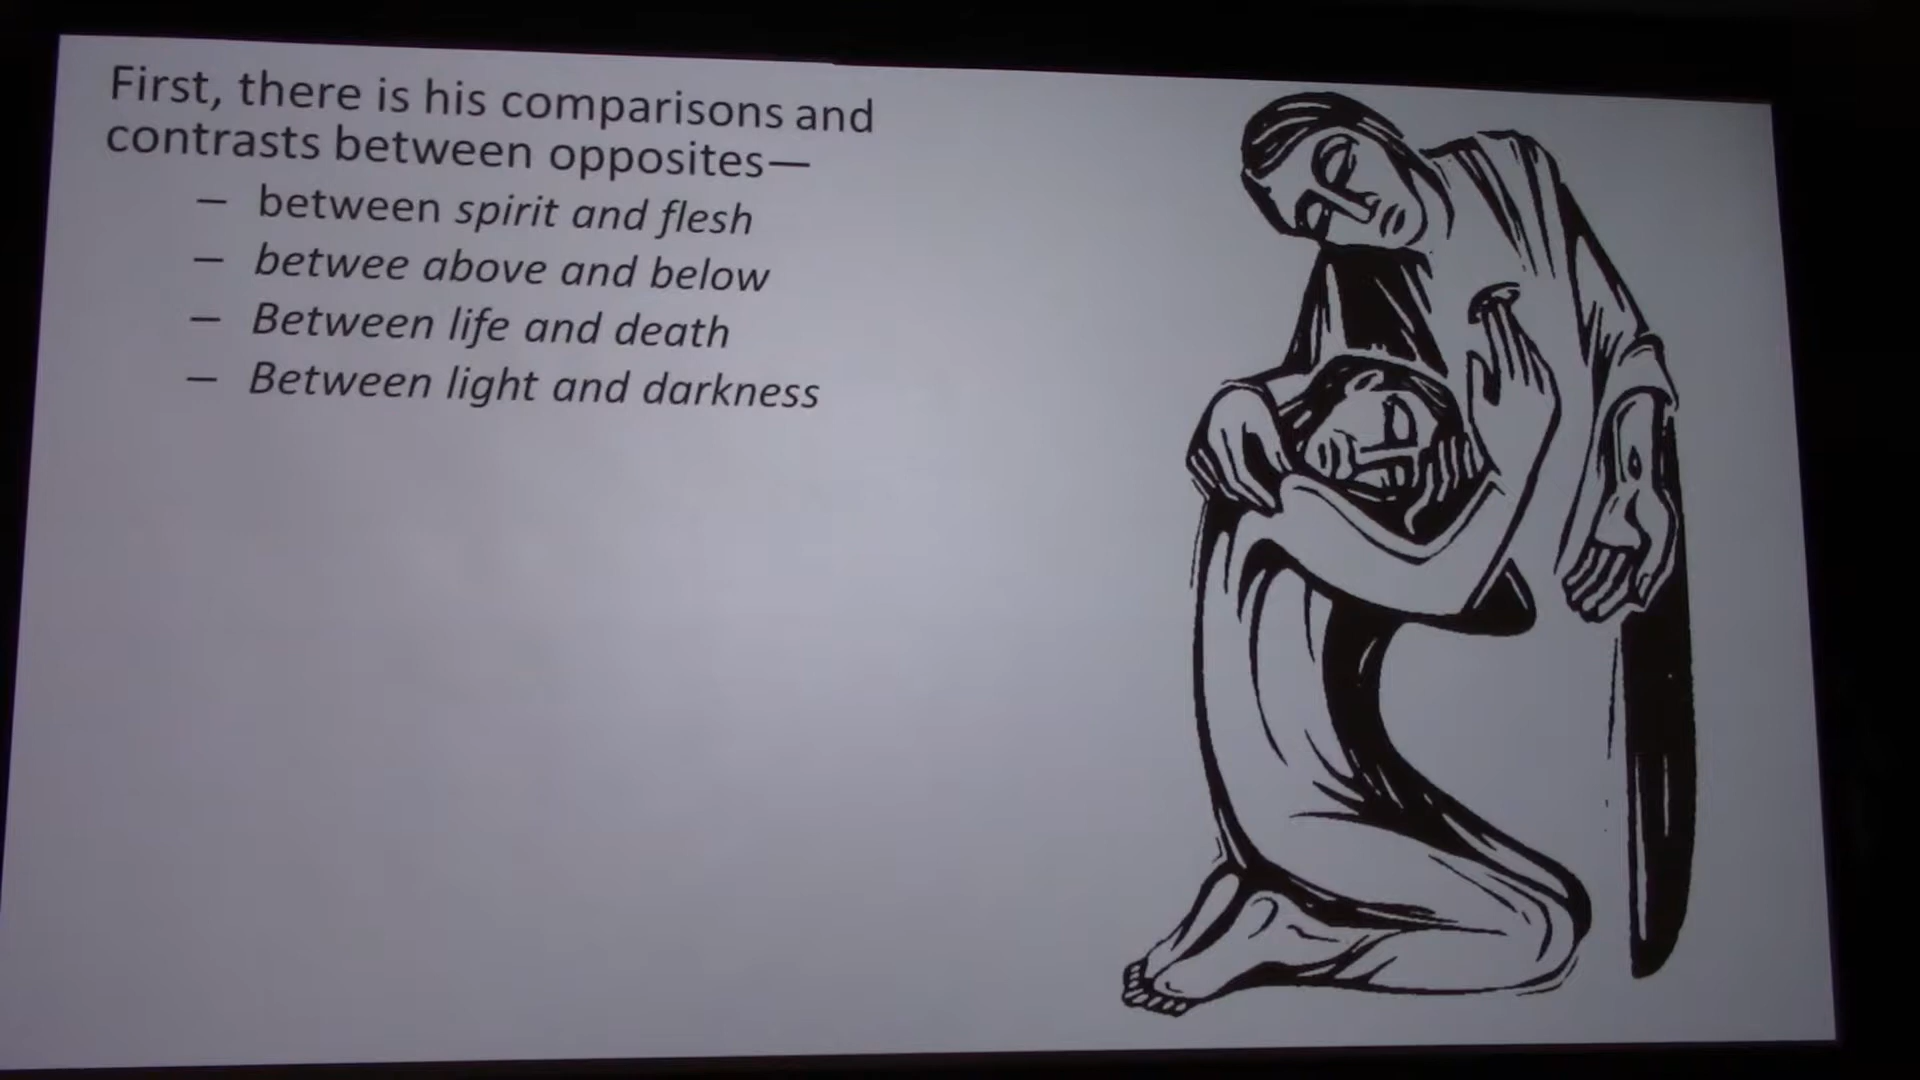 First, there is his comparisons and
contrasts between opposites—
– between spirit and flesh
– betwee above and below
– Between life and death
– Between light and darkness